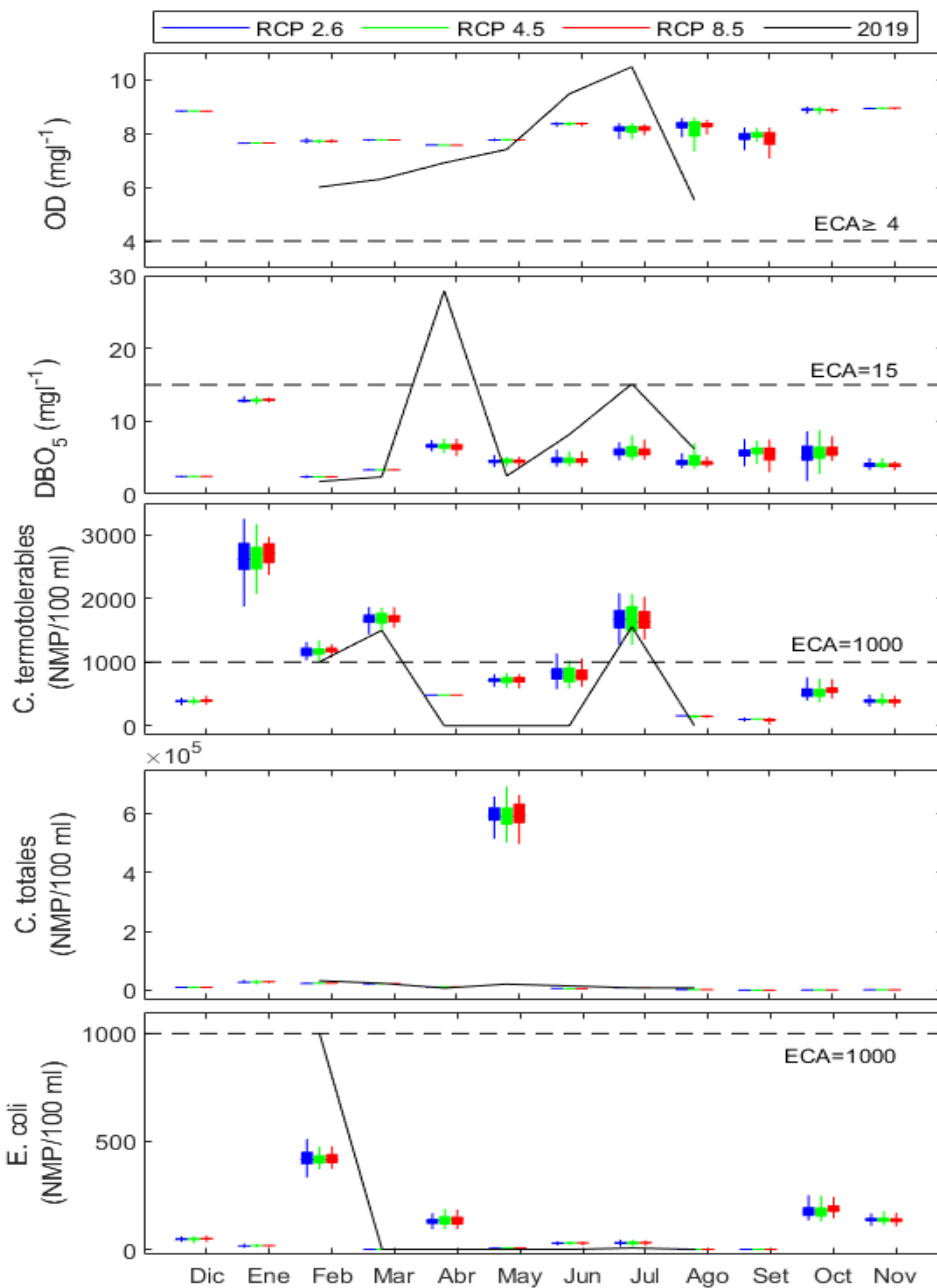 RCP 2.6 RCP 4.5 RCP 8.5 2019
10
8
6
4
OD (mgl⁻¹)
ECA≥ 4
30
20
10
0
DBO₅ (mgl⁻¹)
ECA=15
3000
2000
1000
0
C. termotolerables
(NMP/100 ml)
ECA=1000
×10⁵
6
4
2
0
C. totales
(NMP/100 ml)
1000
500
0
E. coli
(NMP/100 ml)
ECA=1000
Dic Ene Feb Mar Abr May Jun Jul Ago Set Oct Nov